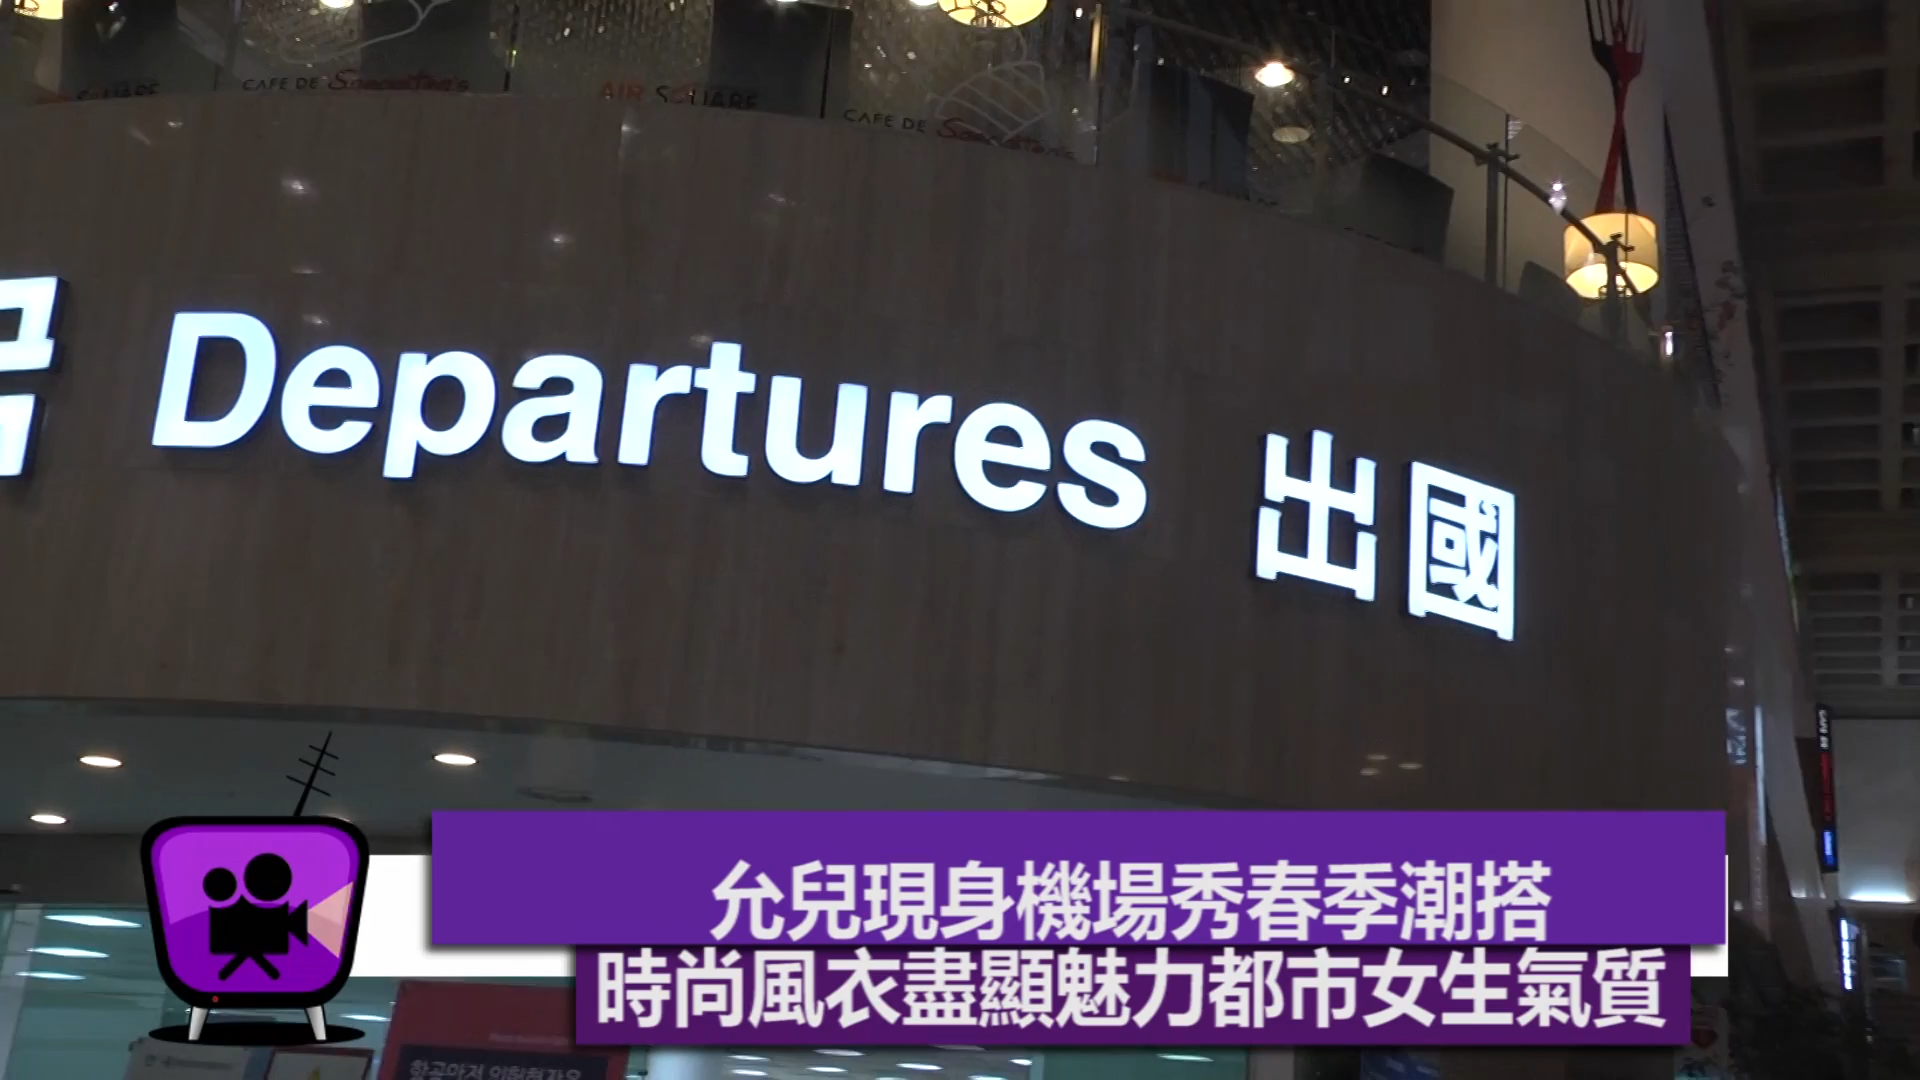 CAFE DE
AIR SQUARE
CAFE DE
Departures 出國
允兒現身機場秀春季潮搭
時尚風衣盡顯魅力都市女生氣質